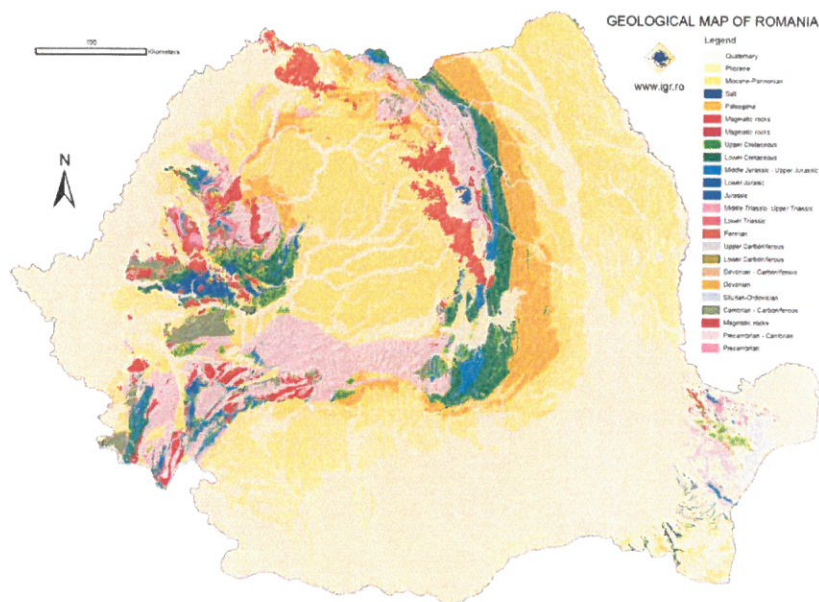 GEOLOGICAL MAP OF ROMANIA
Legend
www.igr.ro
Quaternary
Pliocene
Miocene-Pannonian
Salt
Paleogene
Magmatic rocks
Magmatic rocks
Upper Cretaceous
Lower Cretaceous
Middle Jurassic - Upper Jurassic
Lower Jurasic
Jurassic
Middle Triassic- Upper Triassic
Lower Triassic
Permian
Upper Carboniferous
Lower Carboniferous
Devonian - Carboniferous
Devonian
Silurian-Ordovician
Cambrian - Carboniferous
Magmatic rocks
Precambrian - Cambrian
Precambrian
Kilometers
N